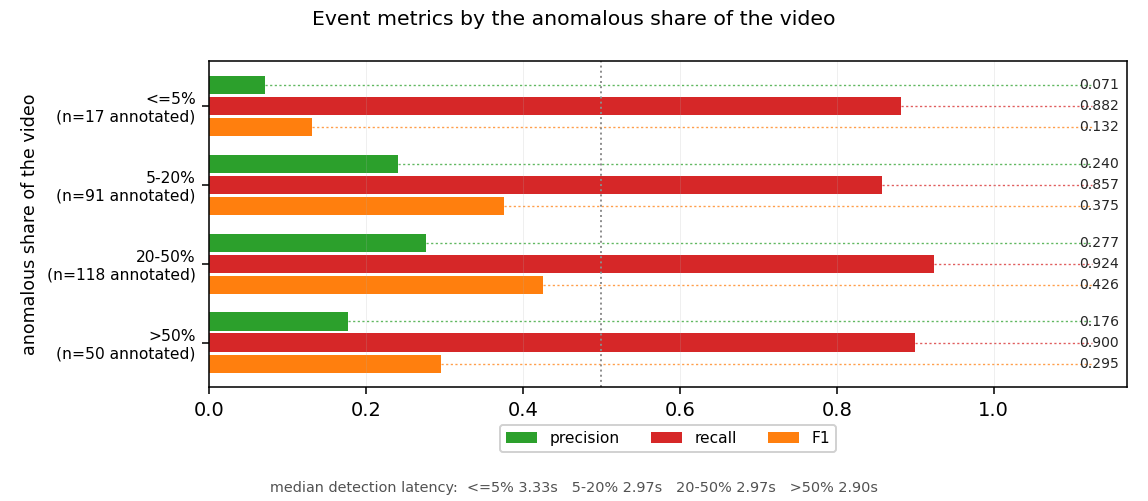 Event metrics by the anomalous share of the video
anomalous share of the video
<=5%
(n=17 annotated)
0.071
0.882
0.132
5-20%
(n=91 annotated)
0.240
0.857
0.375
20-50%
(n=118 annotated)
0.277
0.924
0.426
>50%
(n=50 annotated)
0.176
0.900
0.295
0.0 0.2 0.4 0.6 0.8 1.0
precision recall F1
median detection latency: <=5% 3.33s 5-20% 2.97s 20-50% 2.97s >50% 2.90s